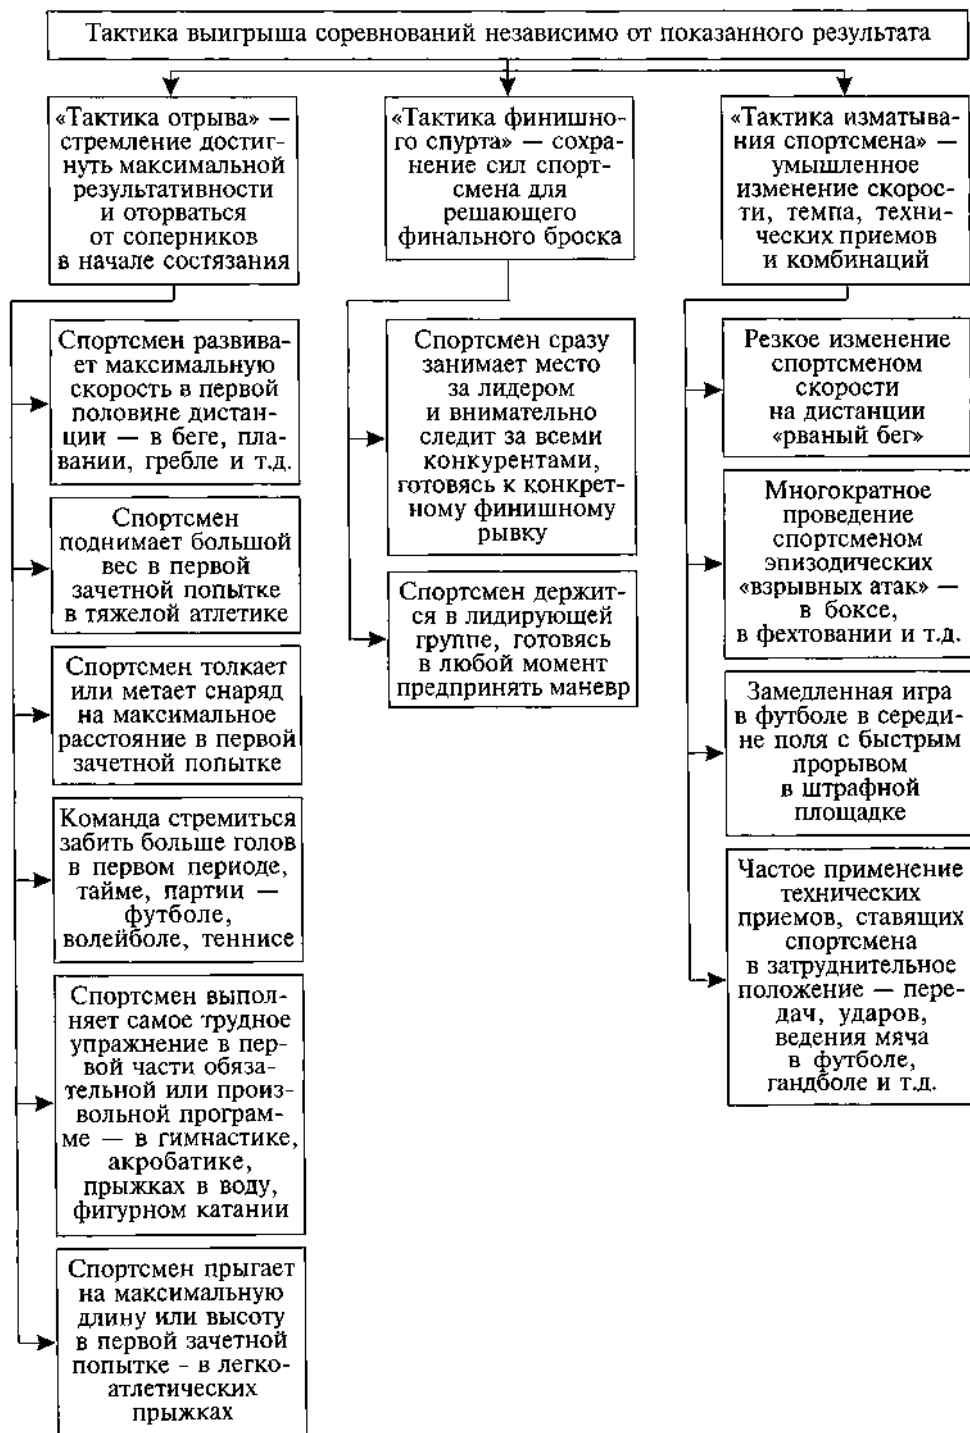 Тактика выигрыша соревнований независимо от показанного результата
«Тактика отрыва» —
стремление достиг-
нуть максимальной
результативности
и оторваться
от соперников
в начале состязания
Спортсмен развива-
ет максимальную
скорость в первой
половине дистан-
ции — в беге, пла-
вании, гребле и т.д.
Спортсмен
поднимает большой
вес в первой
зачетной попытке
в тяжелой атлетике
Спортсмен толкает
или метает снаряд
на максимальное
расстояние в первой
зачетной попытке
Команда стремиться
забить больше голов
в первом периоде,
тайме, партии —
футболе,
волейболе, теннисе
Спортсмен выпол-
няет самое трудное
упражнение в пер-
вой части обяза-
тельной или произ-
вольной програм-
ме — в гимнастике,
акробатике,
прыжках в воду,
фигурном катании
Спортсмен прыгает
на максимальную
длину или высоту
в первой зачетной
попытке - в легко-
атлетических
прыжках
«Тактика финишно-
го спурта» — сохра-
нение сил спорт-
смена для
решающего
финального броска
Спортсмен сразу
занимает место
за лидером
и внимательно
следит за всеми
конкурентами,
готовясь к конкрет-
ному финишному
рывку
Спортсмен держит-
ся в лидирующей
группе, готовясь
в любой момент
предпринять маневр
«Тактика изматыва-
ния спортсмена» —
умышленное
изменение скорос-
ти, темпа, техни-
ческих приемов
и комбинаций
Резкое изменение
спортсменом
скорости
на дистанции
«рваный бег»
Многократное
проведение
спортсменом
эпизодических
«взрывных атак» —
в боксе,
в фехтовании и т.д.
Замедленная игра
в футболе в середи-
не поля с быстрым
прорывом
в штрафной
площадке
Частое применение
технических
приемов, ставящих
спортсмена
в затруднительное
положение — пере-
дач, ударов,
ведения мяча
в футболе,
гандболе и т.д.